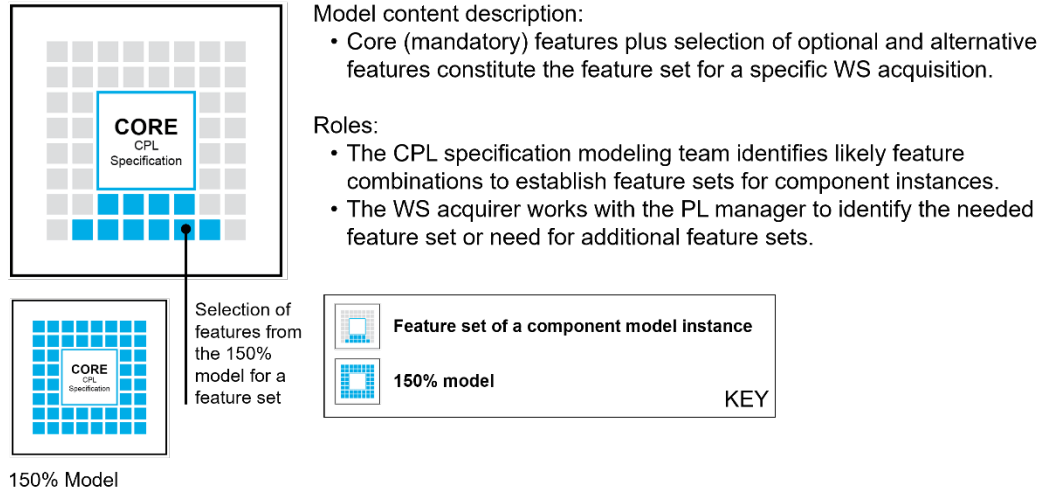 Model content description:
• Core (mandatory) features plus selection of optional and alternative
features constitute the feature set for a specific WS acquisition.
Roles:
• The CPL specification modeling team identifies likely feature
combinations to establish feature sets for component instances.
• The WS acquirer works with the PL manager to identify the needed
feature set or need for additional feature sets.
CORE
CPL
Specification
Selection of
features from
the 150%
model for a
feature set
CORE
CPL
Specification
150% Model
Feature set of a component model instance
150% model
KEY